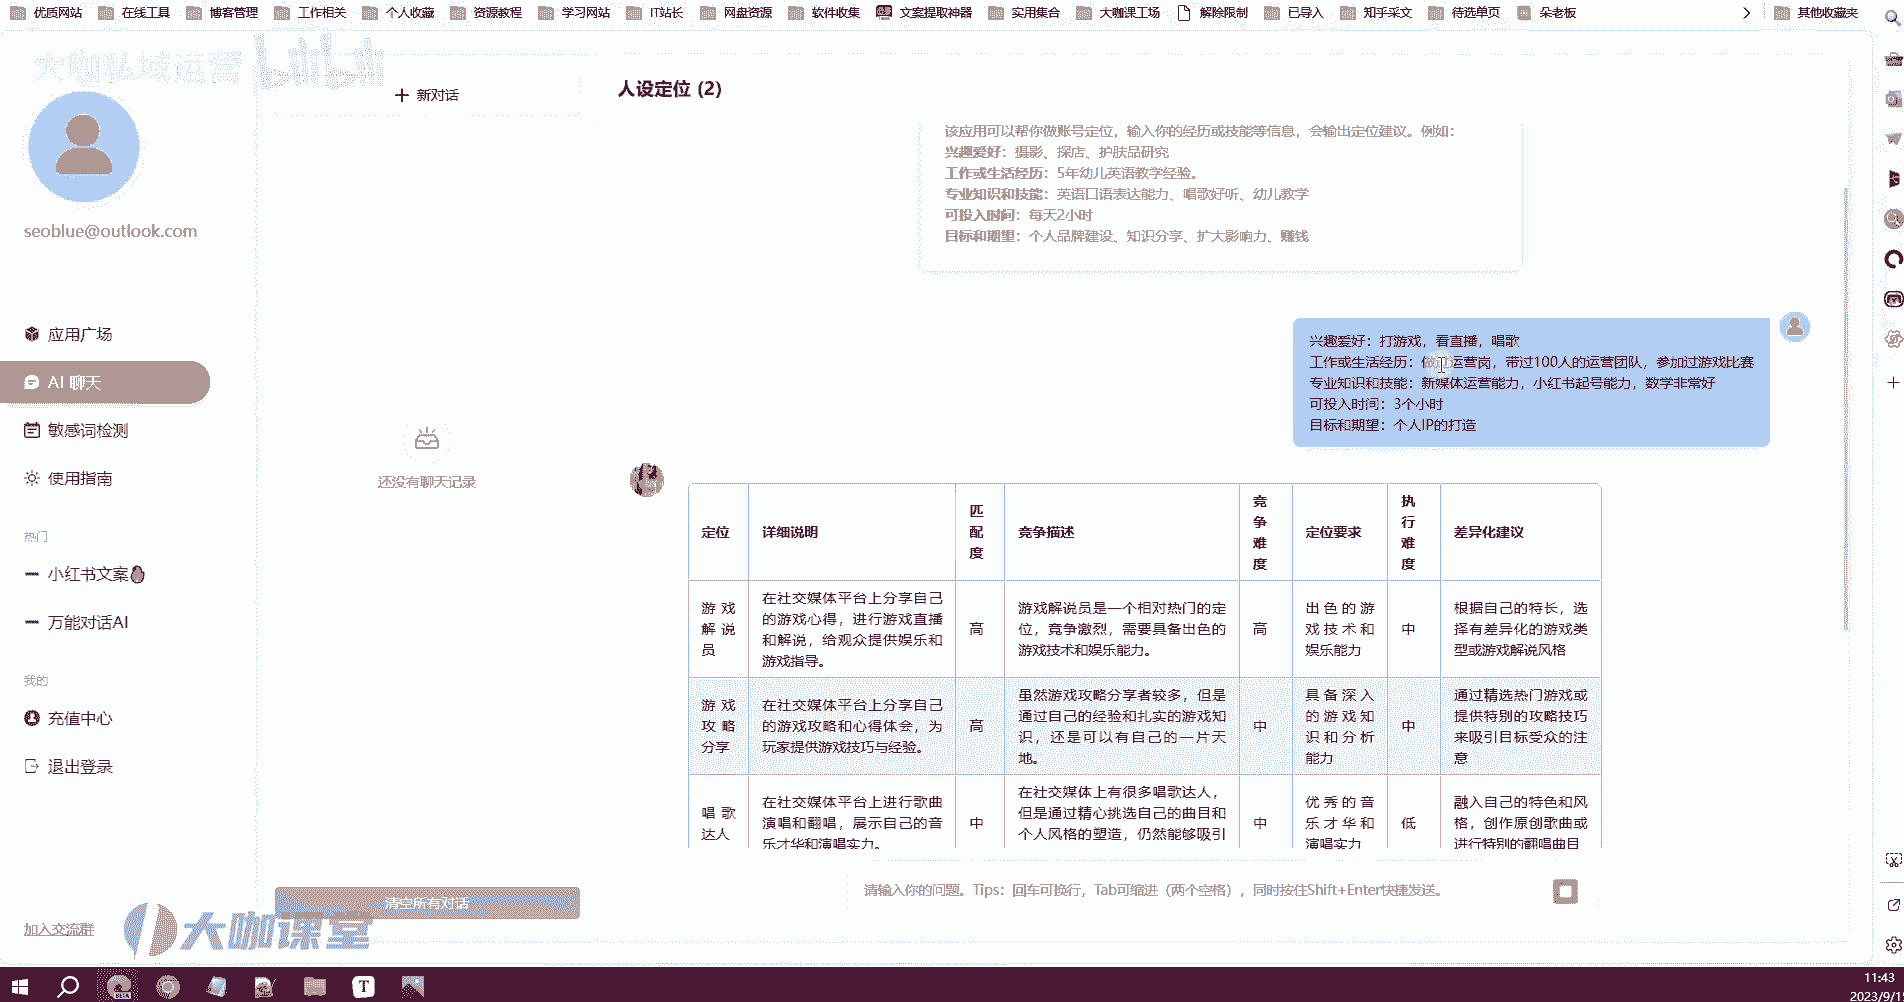 优质网站 在线工具 博客管理 工作相关 个人收藏 资源教程 学习网站 IT站长 网盘资源 软件收集 文案提取神器 实用集合 大咖课工场 解除限制 已导入 知乎采文 待选单页 朵老板 其他收藏夹
大咖私域运营 bilibili
seoblue@outlook.com
应用广场
AI 聊天
敏感词检测
使用指南
热门
小红书文案
万能对话AI
我的
充值中心
退出登录
加入交流群
大咖课堂
+ 新对话
还没有聊天记录
清空所有对话
人设定位 (2)
该应用可以帮你做账号定位，输入你的经历或技能等信息，会输出定位建议。例如：
兴趣爱好：摄影、探店、护肤品研究
工作或生活经历：5年幼儿英语教学经验。
专业知识和技能：英语口语表达能力、唱歌好听、幼儿教学
可投入时间：每天2小时
目标和期望：个人品牌建设、知识分享、扩大影响力、赚钱
兴趣爱好：打游戏，看直播，唱歌
工作或生活经历：做 运营岗，带过100人的运营团队，参加过游戏比赛
专业知识和技能：新媒体运营能力，小红书起号能力，数学非常好
可投入时间：3个小时
目标和期望：个人IP的打造
定位 详细说明 匹配度 竞争描述 竞争难度 定位要求 执行难度 差异化建议
游戏解说员 在社交媒体平台上分享自己的游戏心得，进行游戏直播和解说，给观众提供娱乐和游戏指导。 高 游戏解说员是一个相对热门的定位，竞争激烈，需要具备出色的游戏技术和娱乐能力。 高 出色的游戏技术和娱乐能力 中 根据自己的特长，选择有差异化的游戏类型或游戏解说风格
游戏攻略分享 在社交媒体平台上分享自己的游戏攻略和心得体会，为玩家提供游戏技巧与经验。 高 虽然游戏攻略分享者较多，但是通过自己的经验和扎实的游戏知识，还是可以有自己的一片天地。 中 具备深入的游戏知识和分析能力 中 通过精选热门游戏或提供特别的攻略技巧来吸引目标受众的注意
唱歌达人 在社交媒体平台上进行歌曲演唱和翻唱，展示自己的音乐才华和演唱实力。 中 在社交媒体上有很多唱歌达人，但是通过精心挑选自己的曲目和个人风格的塑造，仍然能够吸引 中 优秀的音乐才华和演唱实力 低 融入自己的特色和风格，创作原创歌曲或进行特别的翻唱曲目
请输入你的问题。Tips：回车可换行，Tab可缩进（两个空格），同时按住Shift+Enter快捷发送。
11:43
2023/9/1